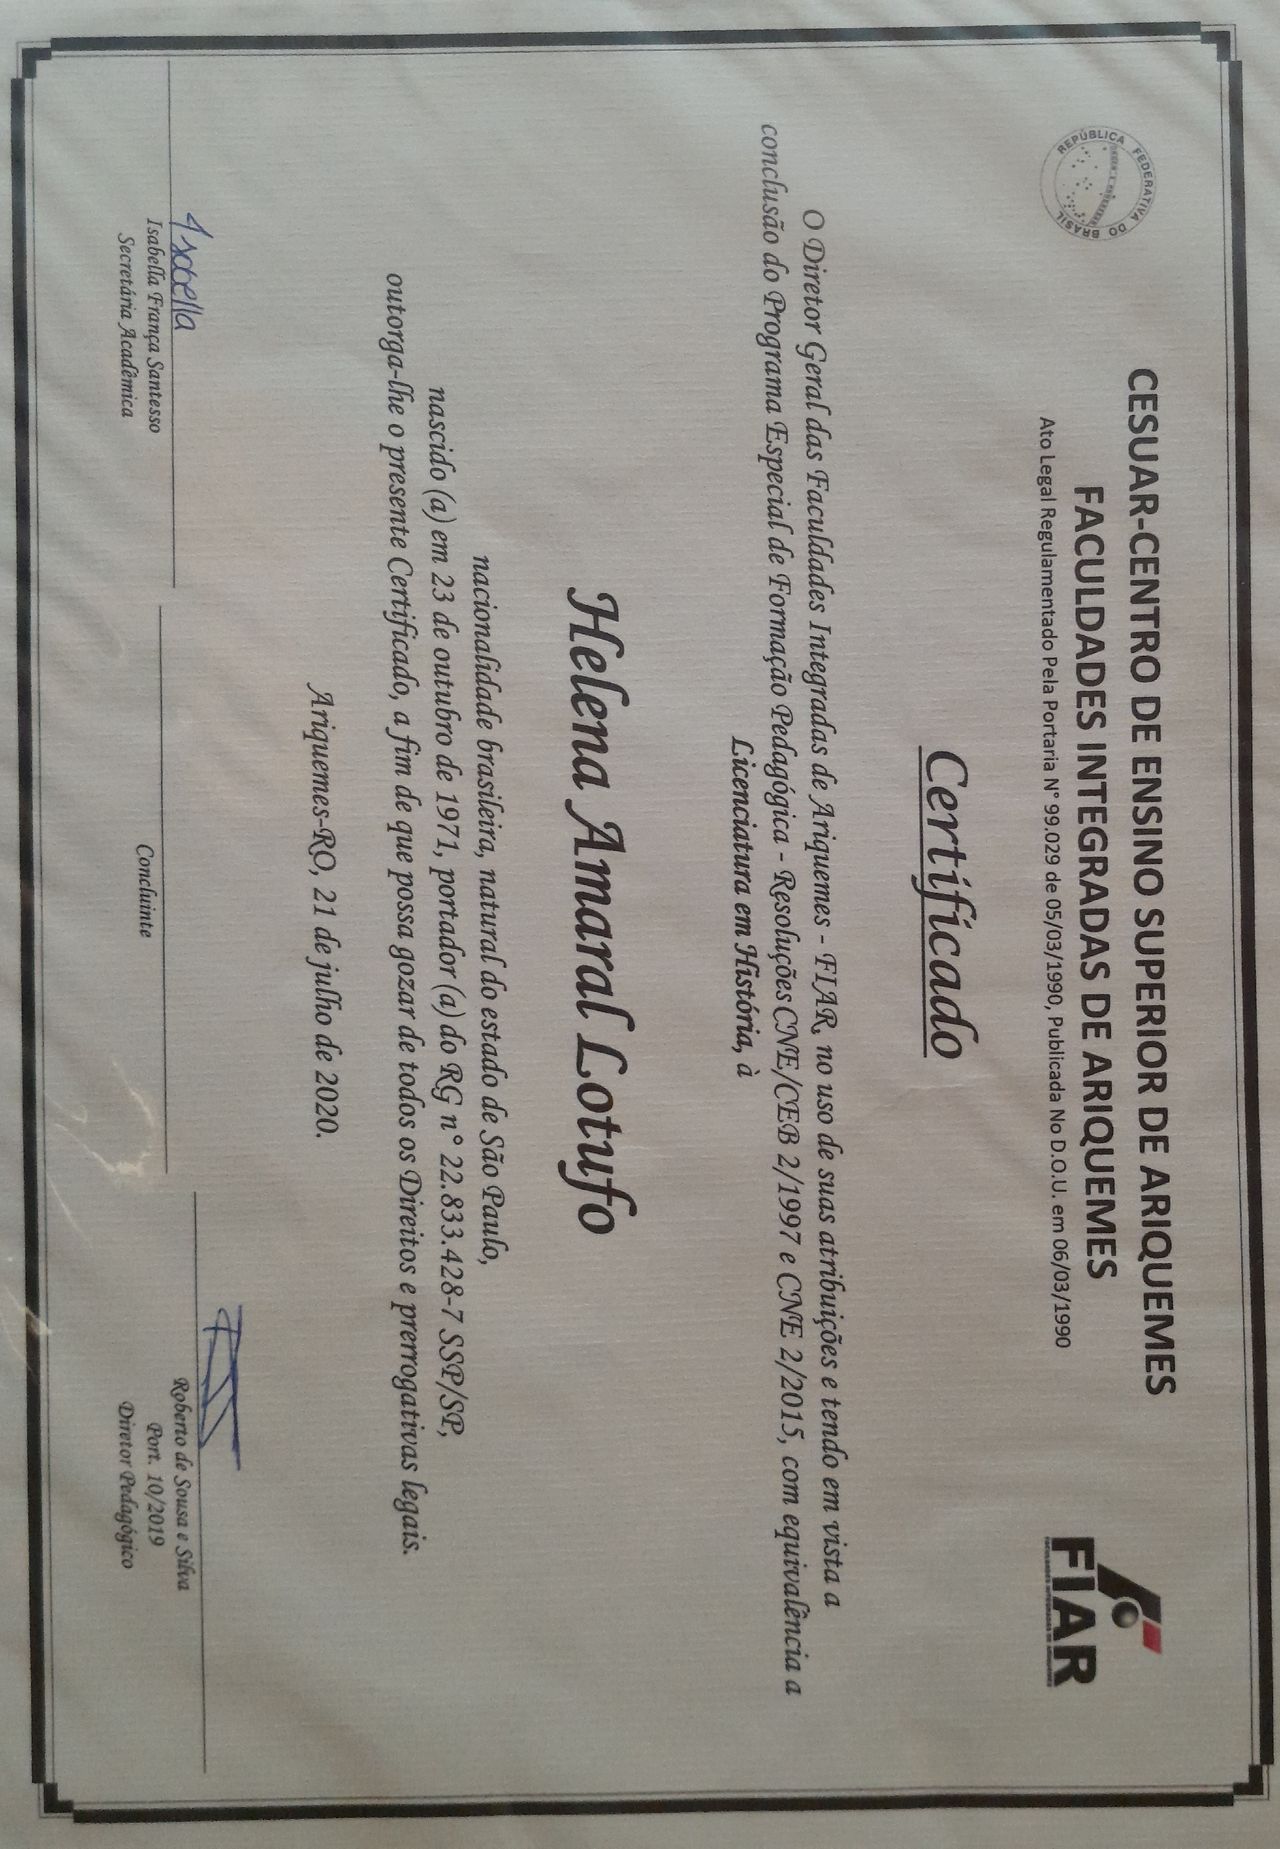 REPÚBLICA FEDERATIVA DO BRASIL
CESUAR-CENTRO DE ENSINO SUPERIOR DE ARIQUEMES
FACULDADES INTEGRADAS DE ARIQUEMES
Ato Legal Regulamentado Pela Portaria N° 99.029 de 05/03/1990, Publicada No D.O.U. em 06/03/1990
FIAR
FACULDADES INTEGRADAS DE ARIQUEMES
Certificado
O Diretor Geral das Faculdades Integradas de Ariquemes - FIAR, no uso de suas atribuições e tendo em vista a
conclusão do Programa Especial de Formação Pedagógica - Resoluções CNE/CEB 2/1997 e CNE 2/2015, com equivalência a
Licenciatura em História, à
Helena Amaral Lotufo
nacionalidade brasileira, natural do estado de São Paulo,
nascido (a) em 23 de outubro de 1971, portador (a) do RG n° 22.833.428-7 SSP/SP,
outorga-lhe o presente Certificado, a fim de que possa gozar de todos os Direitos e prerrogativas legais.
Ariquemes-RO, 21 de julho de 2020.
Isabella
Isabella França Santesso
Secretária Acadêmica
Concluinte
Roberto de Sousa e Silva
Port. 10/2019
Diretor Pedagógico